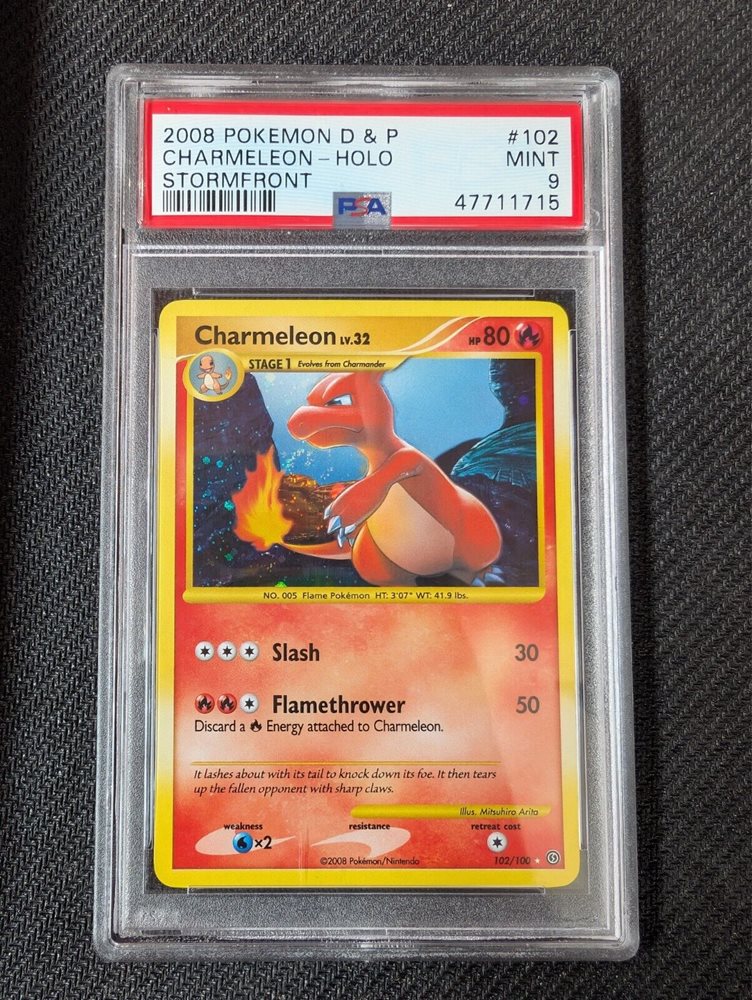 2008 POKEMON D & P #102
CHARMELEON - HOLO MINT
STORMFRONT 9
PSA 47711715
Charmeleon LV.32 HP 80
STAGE 1 Evolves from Charmander
NO. 005 Flame Pokémon HT: 3'07" WT: 41.9 lbs.
Slash 30
Flamethrower 50
Discard a Energy attached to Charmeleon.
It lashes about with its tail to knock down its foe. It then tears
up the fallen opponent with sharp claws.
Illus. Mitsuhiro Arita
weakness resistance retreat cost
×2
©2008 Pokémon/Nintendo 102/100